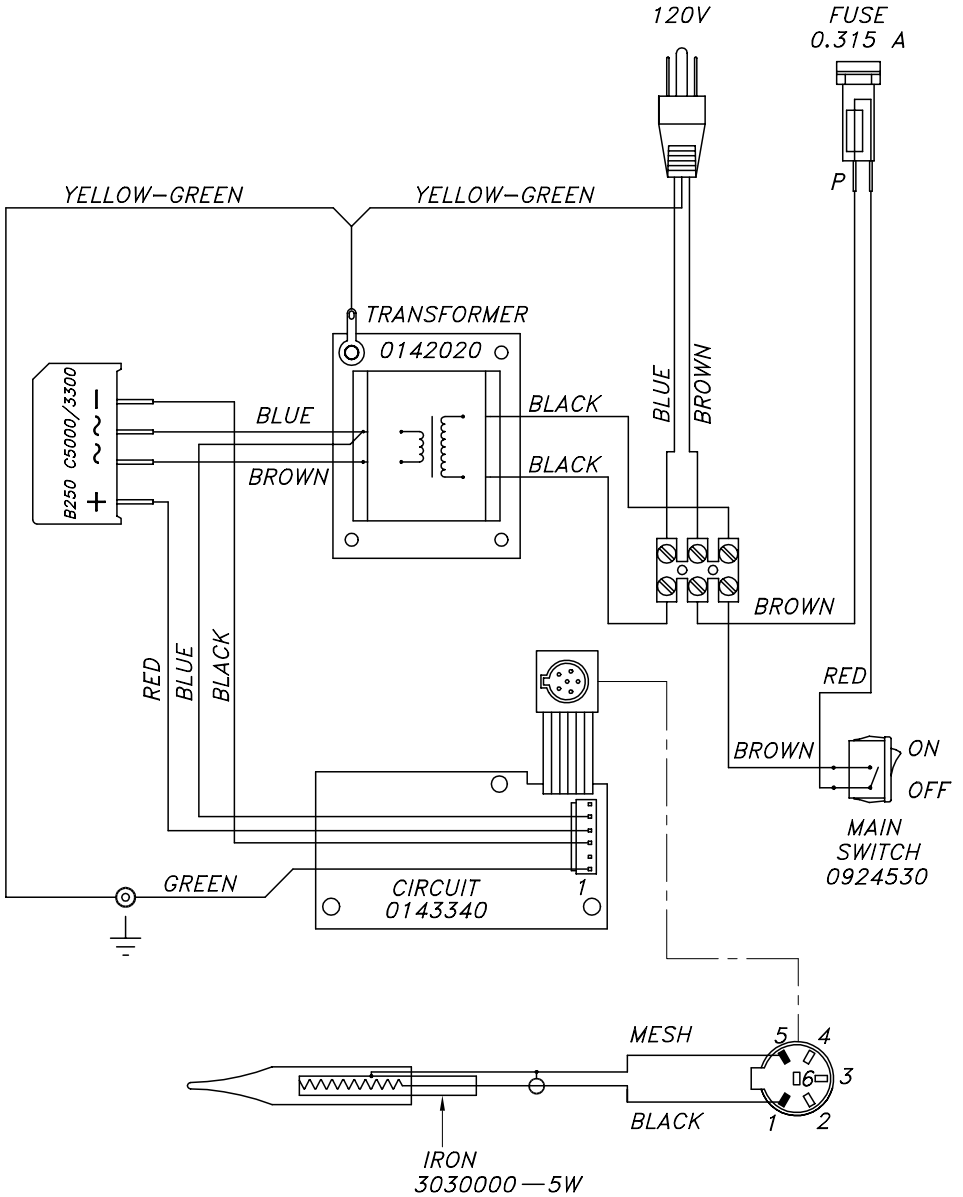 120V
FUSE
0.315 A
P
YELLOW-GREEN
YELLOW-GREEN
TRANSFORMER
0142020
B250 C5000/3300
− ~ ~ +
BLUE
BROWN
BLACK
BLACK
BLUE
BROWN
BROWN
RED
BLUE
BLACK
RED
BROWN
ON
OFF
MAIN
SWITCH
0924530
GREEN
CIRCUIT
0143340
1
MESH
BLACK
5
4
6
3
1
2
IRON
3030000-5W